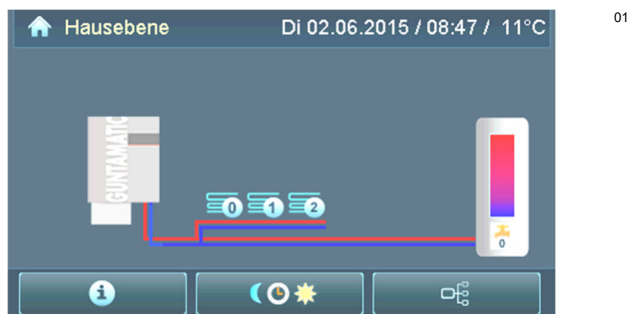 Hausebene Di 02.06.2015 / 08:47 / 11°C
01
GUNTAMATIC
0 1 2
0
i